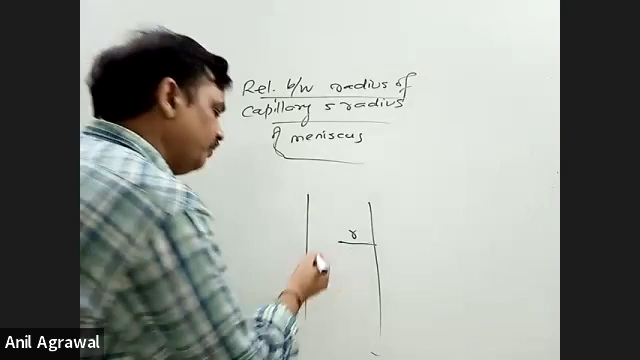 Rel. b/w radius of
Capillary & radius
of meniscus
r
Anil Agrawal